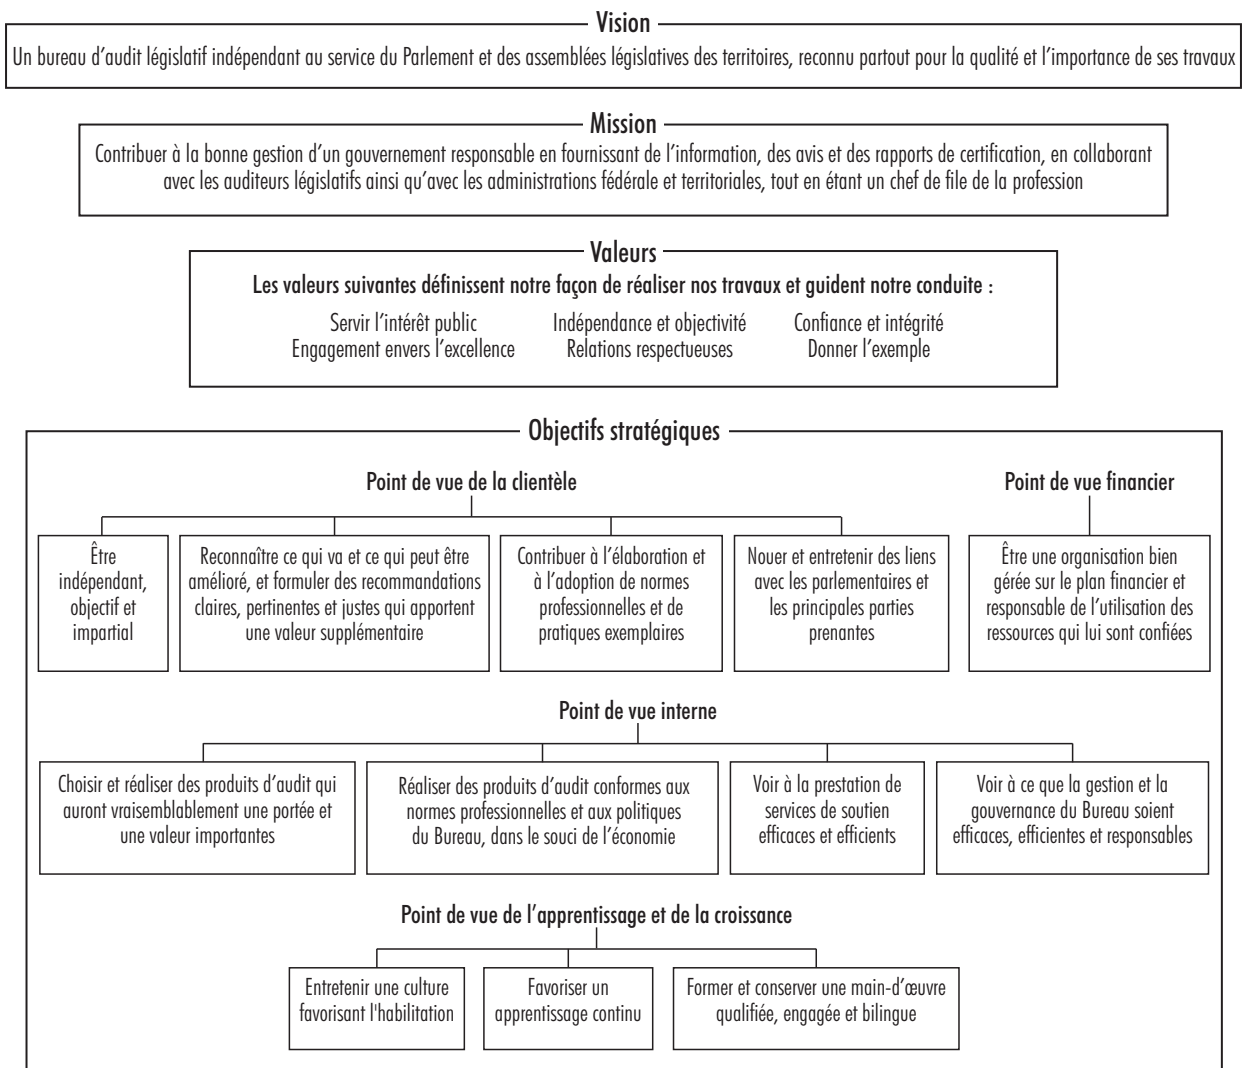 Vision
Un bureau d’audit législatif indépendant au service du Parlement et des assemblées législatives des territoires, reconnu partout pour la qualité et l’importance de ses travaux
Mission
Contribuer à la bonne gestion d’un gouvernement responsable en fournissant de l’information, des avis et des rapports de certification, en collaborant
avec les auditeurs législatifs ainsi qu’avec les administrations fédérale et territoriales, tout en étant un chef de file de la profession
Valeurs
Les valeurs suivantes définissent notre façon de réaliser nos travaux et guident notre conduite :
Servir l’intérêt public
Engagement envers l’excellence
Indépendance et objectivité
Relations respectueuses
Confiance et intégrité
Donner l’exemple
Objectifs stratégiques
Point de vue de la clientèle
Être
indépendant,
objectif et
impartial
Reconnaître ce qui va et ce qui peut être
amélioré, et formuler des recommandations
claires, pertinentes et justes qui apportent
une valeur supplémentaire
Contribuer à l’élaboration et
à l’adoption de normes
professionnelles et de
pratiques exemplaires
Nouer et entretenir des liens
avec les parlementaires et
les principales parties
prenantes
Point de vue financier
Être une organisation bien
gérée sur le plan financier et
responsable de l’utilisation des
ressources qui lui sont confiées
Point de vue interne
Choisir et réaliser des produits d’audit qui
auront vraisemblablement une portée et
une valeur importantes
Réaliser des produits d’audit conformes aux
normes professionnelles et aux politiques
du Bureau, dans le souci de l’économie
Voir à la prestation de
services de soutien
efficaces et efficients
Voir à ce que la gestion et la
gouvernance du Bureau soient
efficaces, efficientes et responsables
Point de vue de l’apprentissage et de la croissance
Entretenir une culture
favorisant l'habilitation
Favoriser un
apprentissage continu
Former et conserver une main-d’œuvre
qualifiée, engagée et bilingue